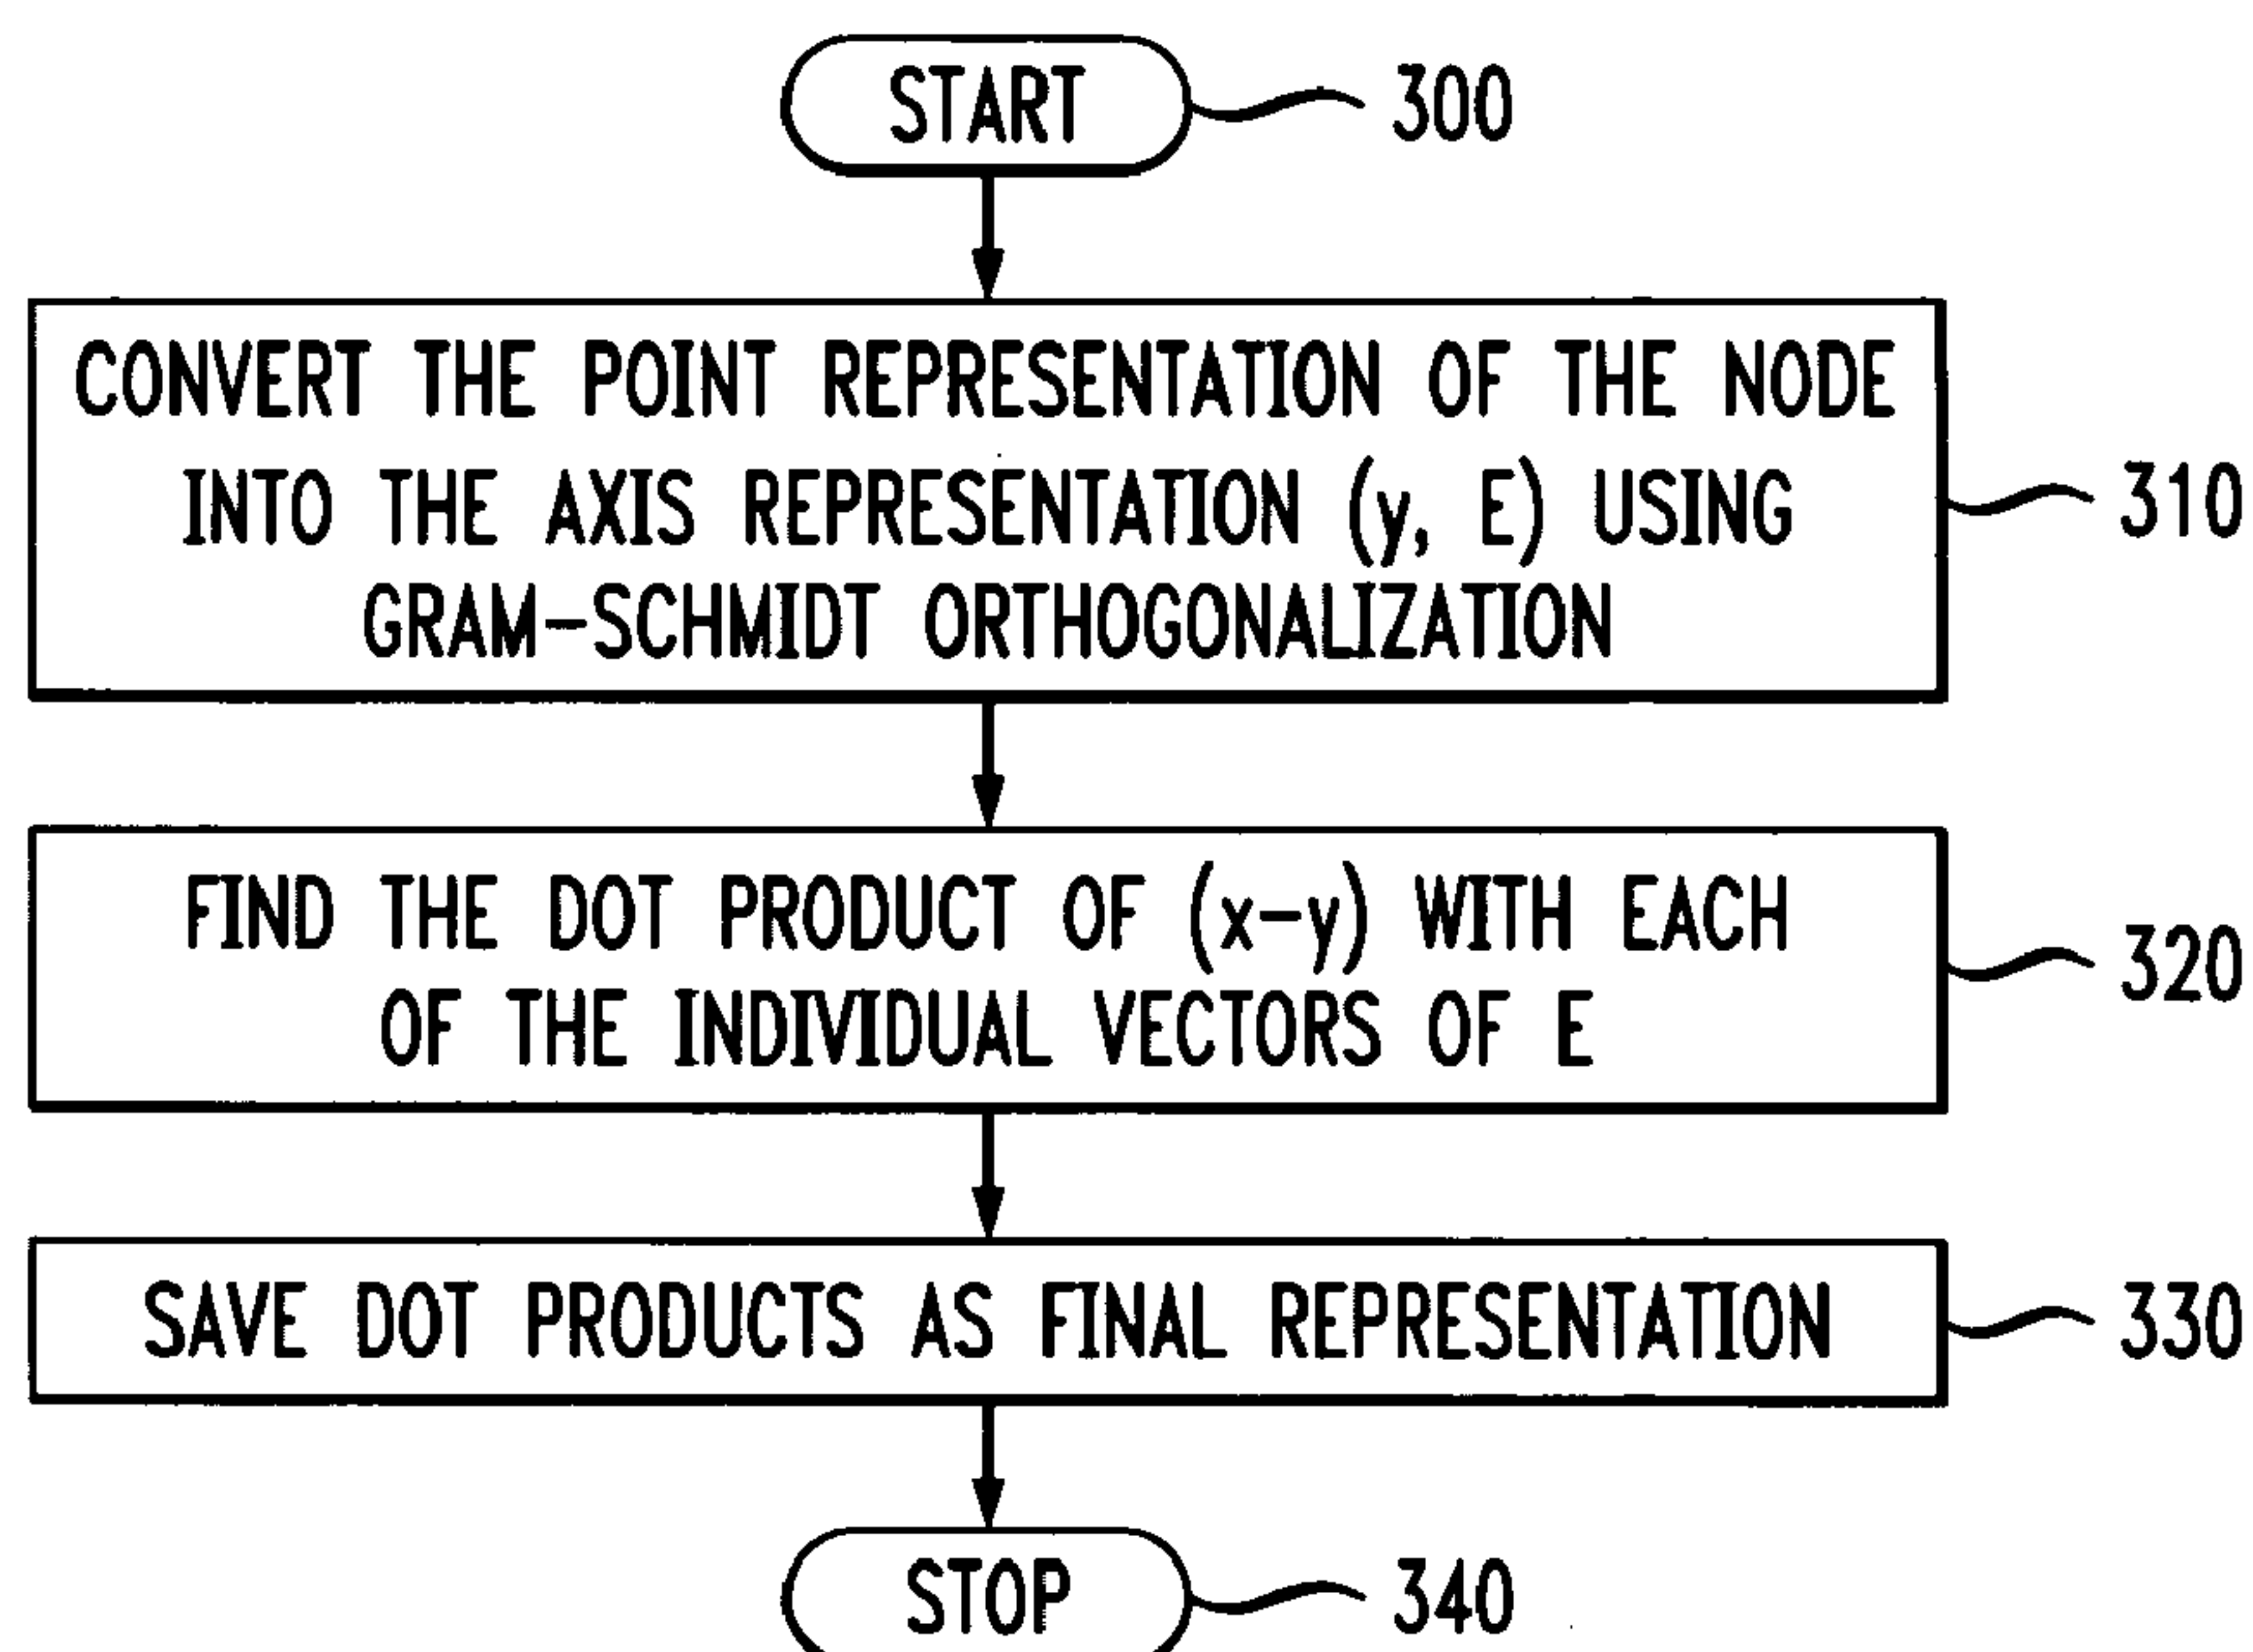 START
300
CONVERT THE POINT REPRESENTATION OF THE NODE
INTO THE AXIS REPRESENTATION (y, E) USING
GRAM-SCHMIDT ORTHOGONALIZATION
310
FIND THE DOT PRODUCT OF (x-y) WITH EACH
OF THE INDIVIDUAL VECTORS OF E
320
SAVE DOT PRODUCTS AS FINAL REPRESENTATION
330
STOP
340